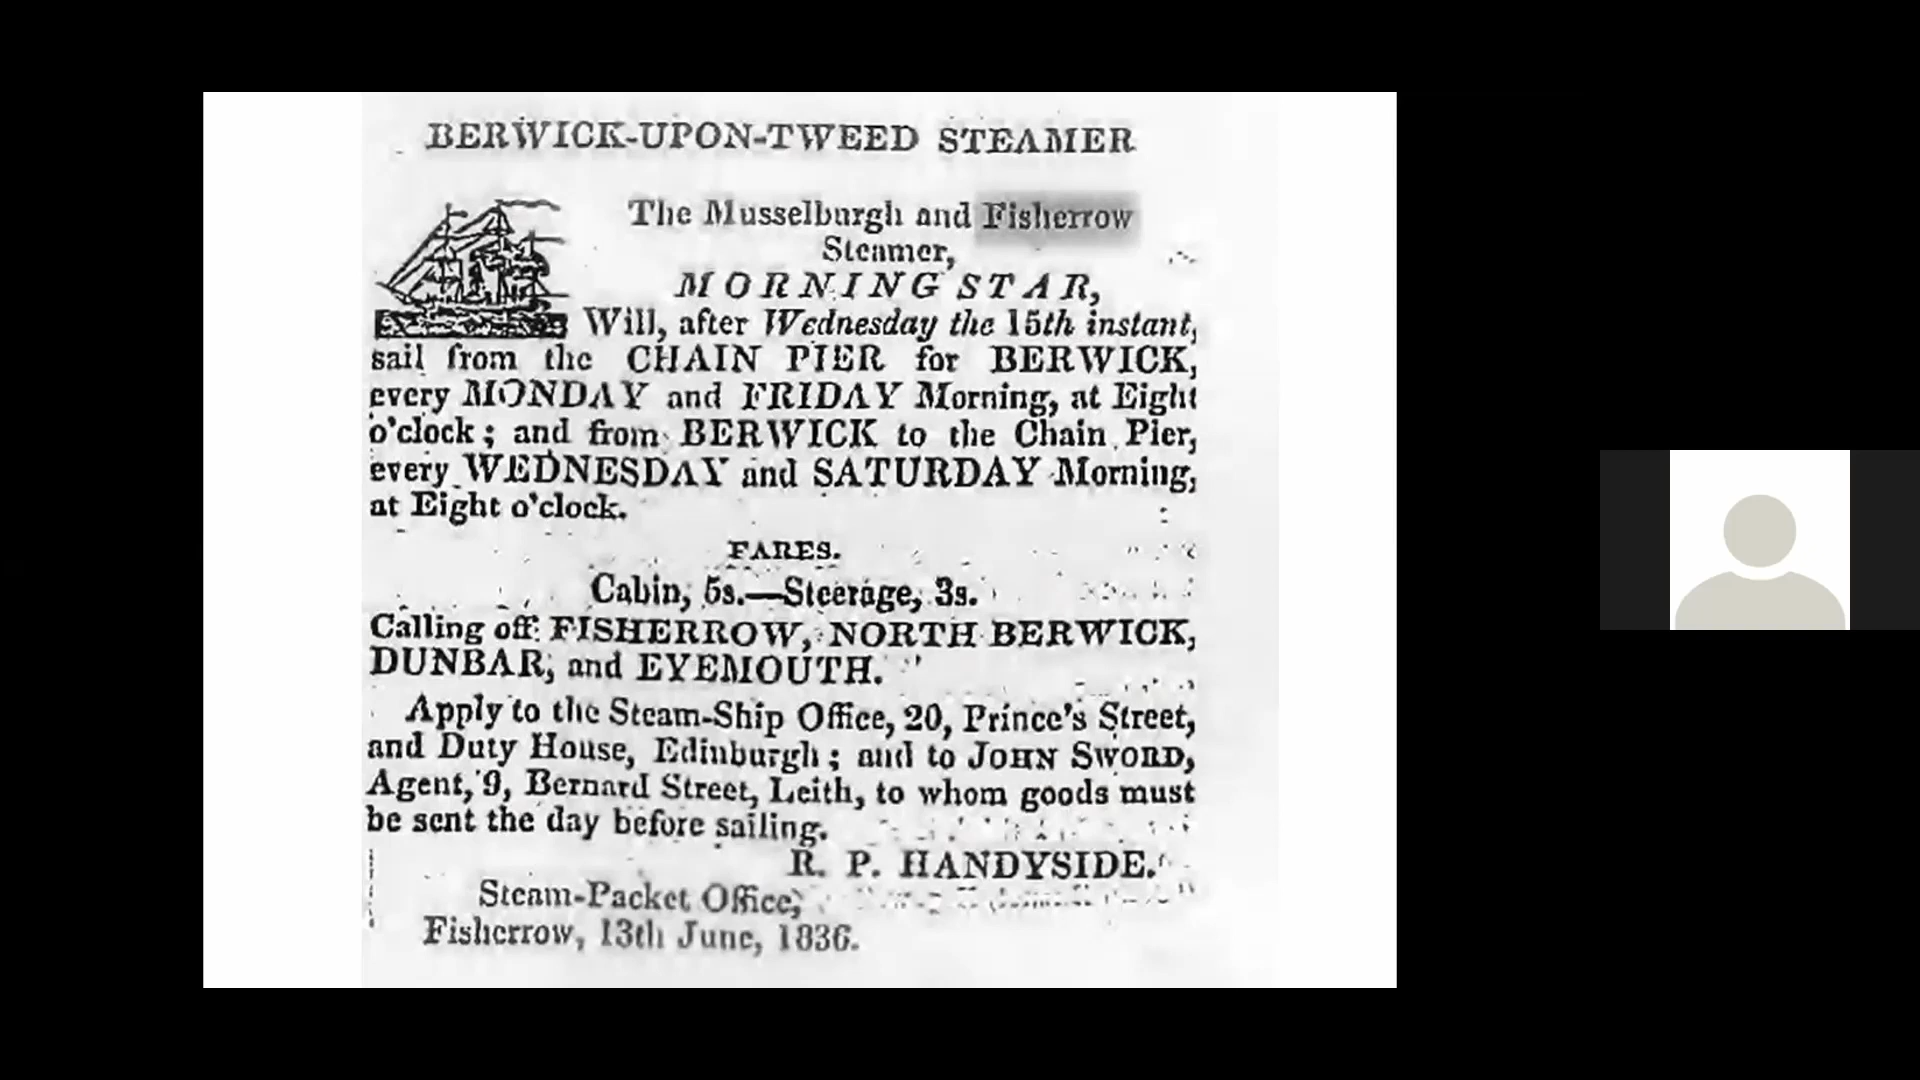 BERWICK-UPON-TWEED STEAMER
The Musselburgh and Fisherrow
Steamer,
MORNING STAR,
Will, after Wednesday the 15th instant,
sail from the CHAIN PIER for BERWICK,
every MONDAY and FRIDAY Morning, at Eight
o'clock; and from BERWICK to the Chain Pier,
every WEDNESDAY and SATURDAY Morning,
at Eight o'clock.
FARES.
Cabin, 5s.—Steerage, 3s.
Calling off FISHERROW, NORTH BERWICK,
DUNBAR, and EYEMOUTH.
Apply to the Steam-Ship Office, 20, Prince's Street,
and Duty House, Edinburgh; and to JOHN SWORD,
Agent, 9, Bernard Street, Leith, to whom goods must
be sent the day before sailing.
R. P. HANDYSIDE.
Steam-Packet Office,
Fisherrow, 13th June, 1836.